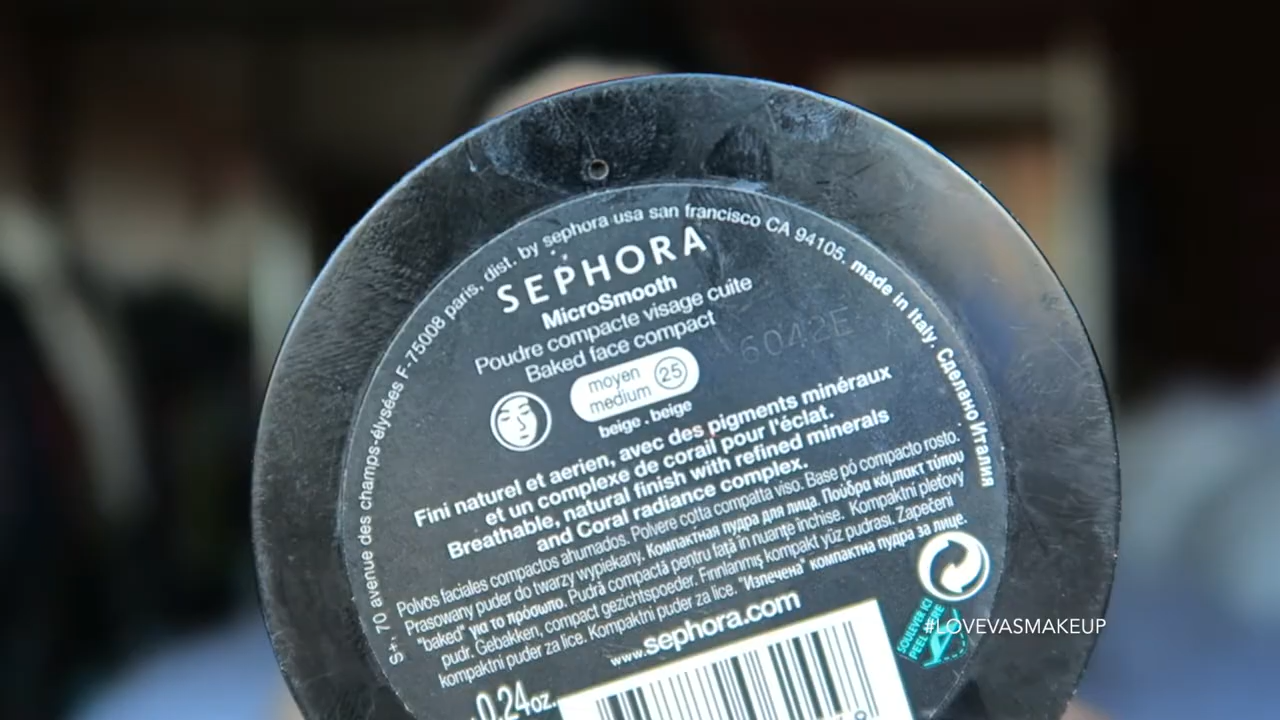 s+, 70 avenue des champs-élysées F-75008 paris, dist. by sephora usa san francisco CA 94105. made in Italy. Сделано Италия
SEPHORA
MicroSmooth
Poudre compacte visage cuite
Baked face compact
6042E
moyen
medium
25
beige . beige
Fini naturel et aerien, avec des pigments minéraux
et un complexe de corail pour l'éclat.
Breathable, natural finish with refined minerals
and Coral radiance complex.
Polvos faciales compactos ahumados. Polvere cotta compatta viso. Base pó compacto rosto.
Prasowany puder do twarzy wypiekany. Компактная пудра для лица. Πούδρα κόμπακτ τύπου
"baked" για το πρόσωπο. Pudră compactă pentru față în nuanțe închise. Kompaktní pleťový
pudr. Gebakken, compact gezichtspoeder. Fırınlanmış kompakt yüz pudrası. Zapečeni
kompaktni puder za lice. Kompaktni puder za lice. "Изпечена" компактна пудра за лице.
www.sephora.com
SOULEVER ICI
PEEL HERE
#LOVEVASMAKEUP
0.24oz.